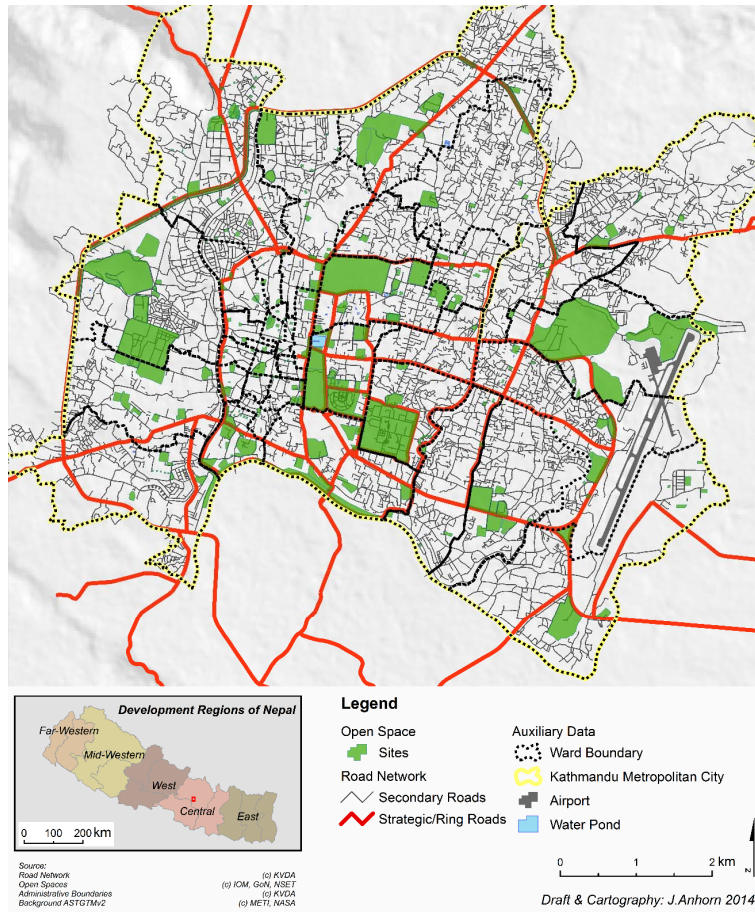 Development Regions of Nepal
Far-Western
Mid-Western
West
Central
East
0 100 200 km
Source:
Road Network (c) KVDA
Open Spaces (c) IOM, GoN, NSET
Administrative Boundaries (c) KVDA
Background ASTGTMv2 (c) METI, NASA
Legend
Open Space
Sites
Road Network
Secondary Roads
Strategic/Ring Roads
Auxiliary Data
Ward Boundary
Kathmandu Metropolitan City
Airport
Water Pond
0 1 2 km
N
Draft & Cartography: J.Anhorn 2014